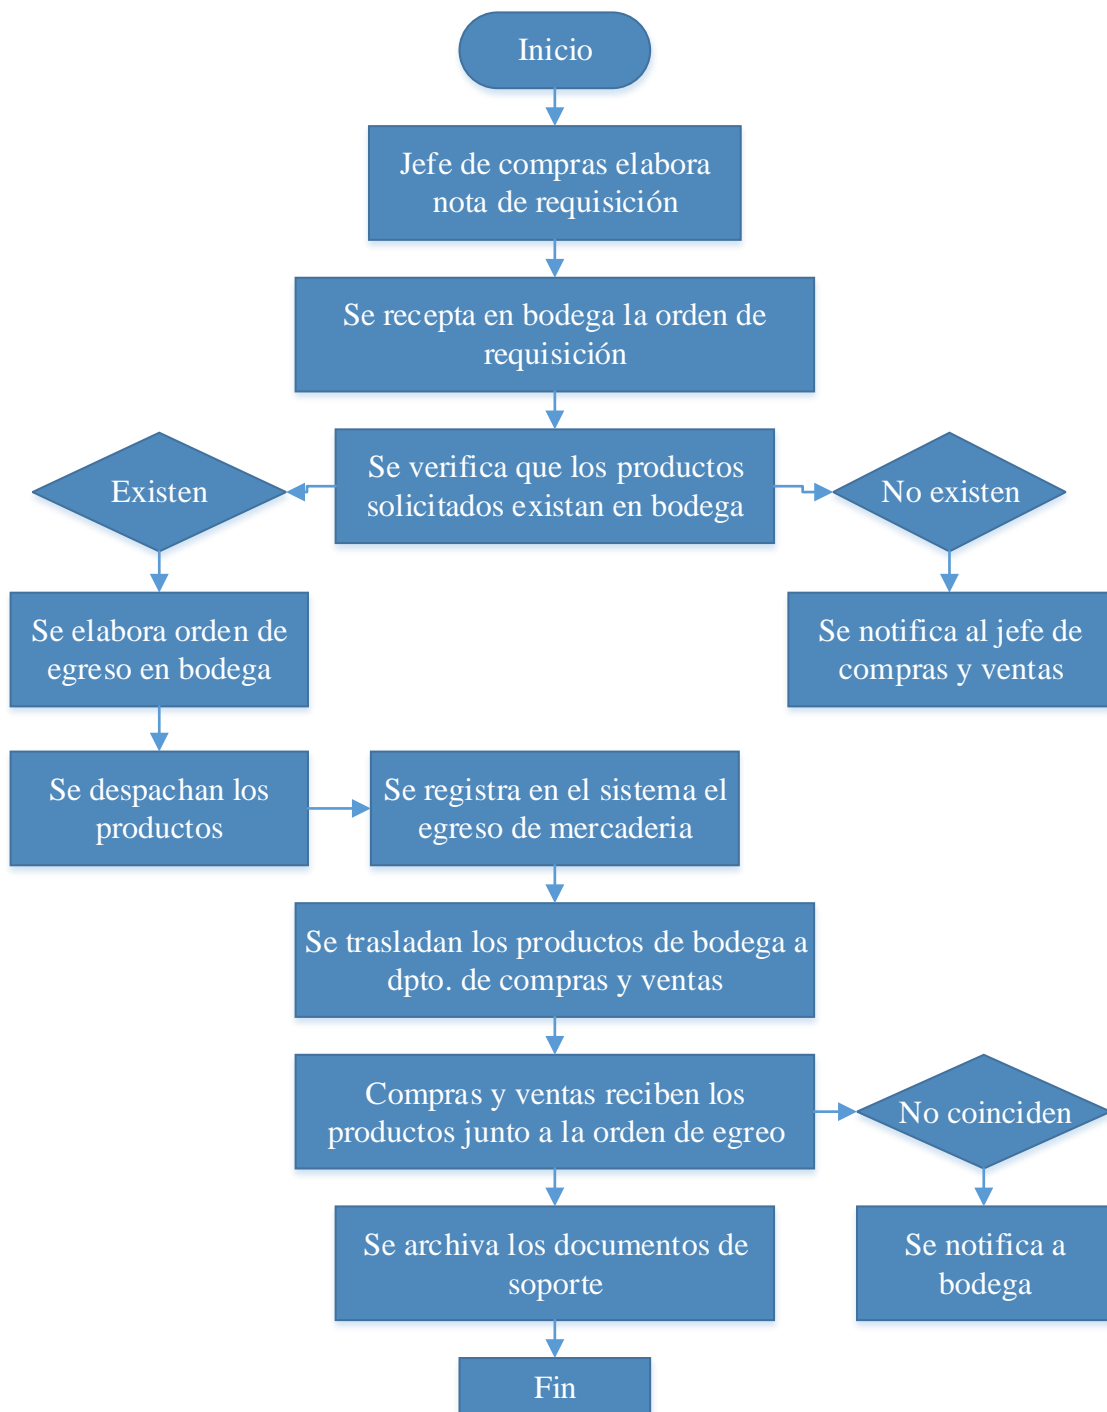 Inicio
Jefe de compras elabora
nota de requisición
Se recepta en bodega la orden de
requisición
Existen
Se verifica que los productos
solicitados existan en bodega
No existen
Se elabora orden de
egreso en bodega
Se notifica al jefe de
compras y ventas
Se despachan los
productos
Se registra en el sistema el
egreso de mercaderia
Se trasladan los productos de bodega a
dpto. de compras y ventas
Compras y ventas reciben los
productos junto a la orden de egreo
No coinciden
Se archiva los documentos de
soporte
Se notifica a
bodega
Fin